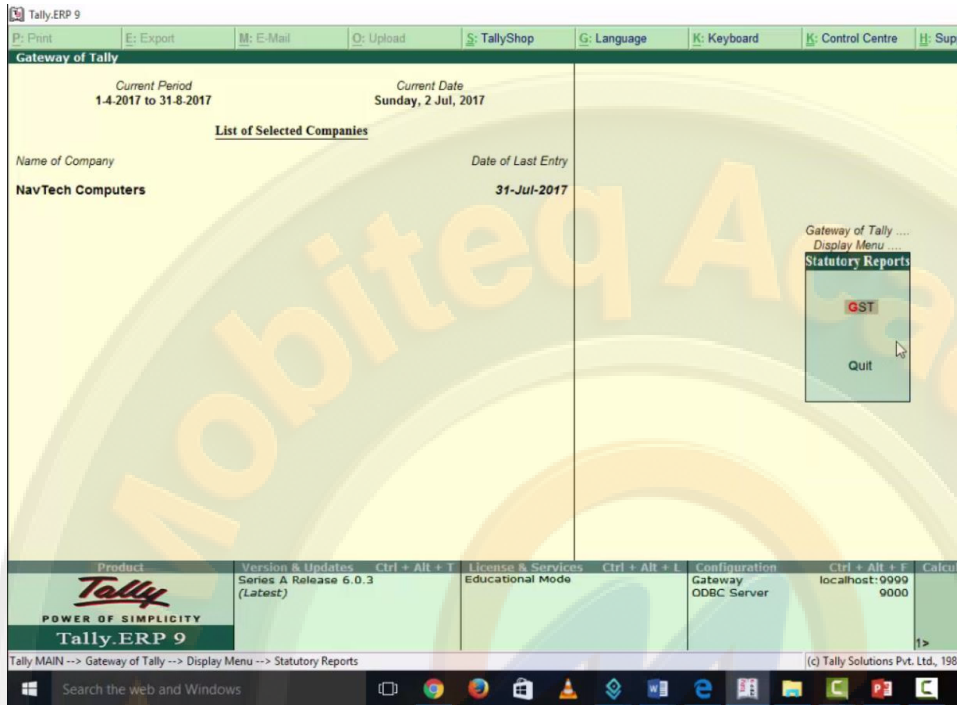 Tally.ERP 9
P: Print E: Export M: E-Mail O: Upload S: TallyShop G: Language K: Keyboard K: Control Centre H: Sup
Gateway of Tally
Current Period Current Date
1-4-2017 to 31-8-2017 Sunday, 2 Jul, 2017
List of Selected Companies
Name of Company Date of Last Entry
NavTech Computers 31-Jul-2017
Gateway of Tally ....
Display Menu ....
Statutory Reports
GST
Quit
Mobiteq Aca
Product Version & Updates Ctrl + Alt + T License & Services Ctrl + Alt + L Configuration Ctrl + Alt + F Calcul
Tally Series A Release 6.0.3 Educational Mode Gateway localhost:9999
(Latest) ODBC Server 9000
POWER OF SIMPLICITY
Tally.ERP 9
1>
Tally MAIN --> Gateway of Tally --> Display Menu --> Statutory Reports (c) Tally Solutions Pvt. Ltd., 198
Search the web and Windows